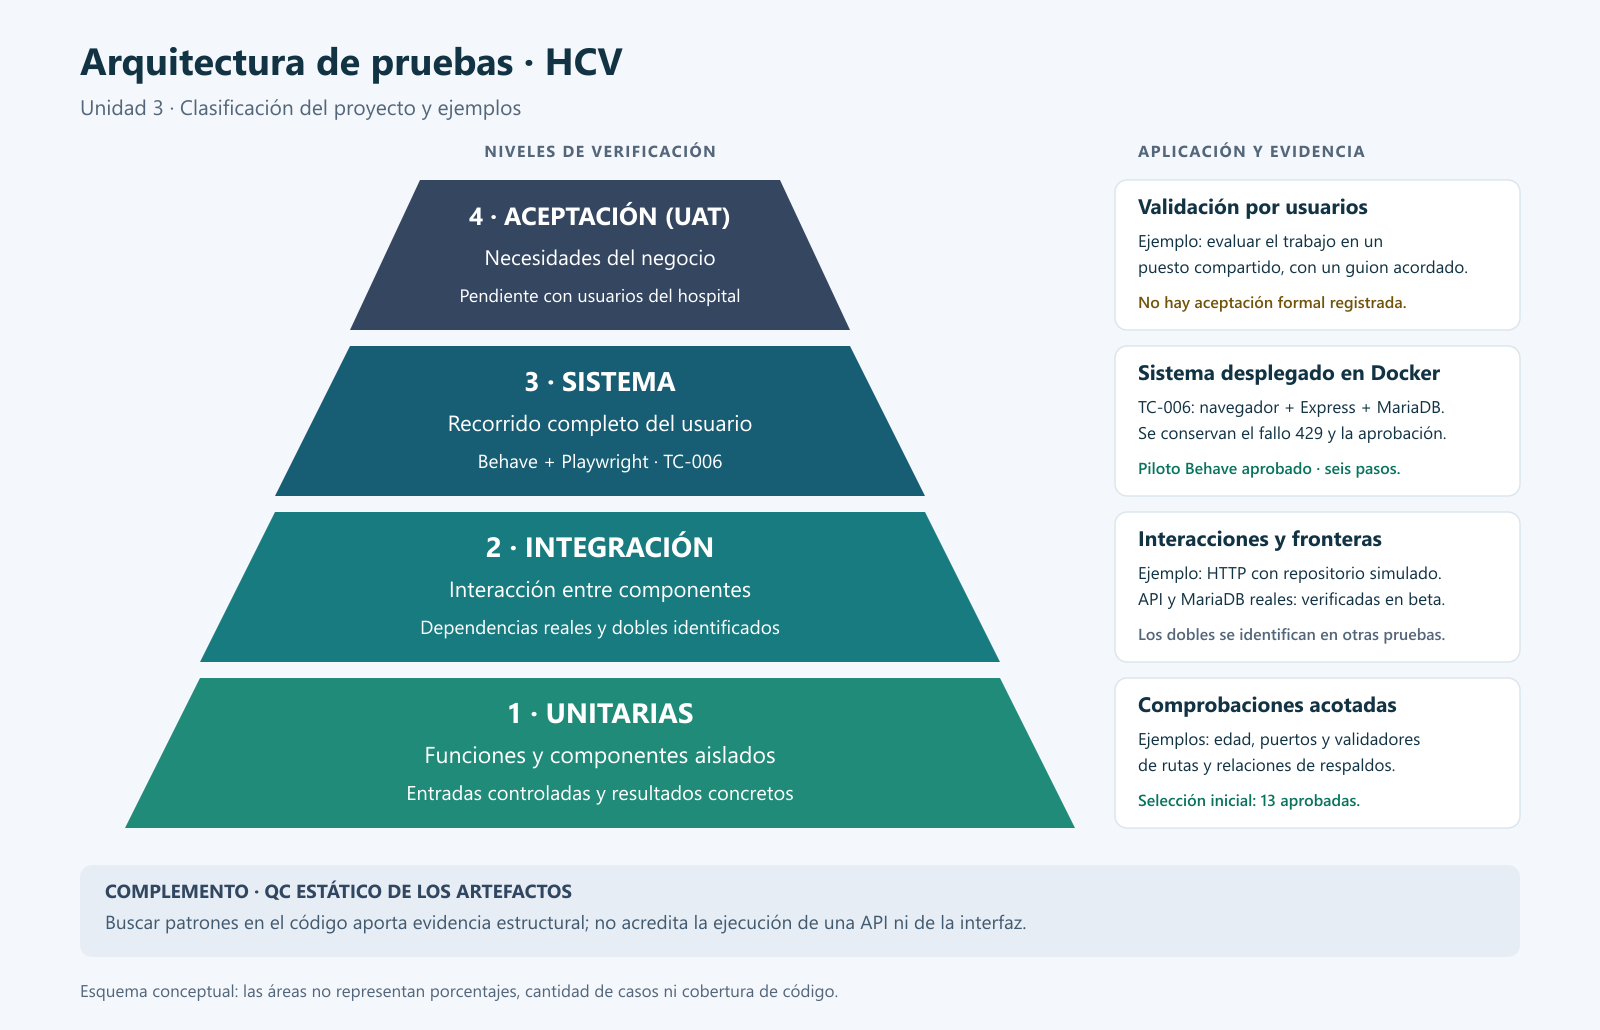 Arquitectura de pruebas · HCV
Unidad 3 · Clasificación del proyecto y ejemplos
NIVELES DE VERIFICACIÓN
4 · ACEPTACIÓN (UAT)
Necesidades del negocio
Pendiente con usuarios del hospital
3 · SISTEMA
Recorrido completo del usuario
Behave + Playwright · TC-006
2 · INTEGRACIÓN
Interacción entre componentes
Dependencias reales y dobles identificados
1 · UNITARIAS
Funciones y componentes aislados
Entradas controladas y resultados concretos
APLICACIÓN Y EVIDENCIA
Validación por usuarios
Ejemplo: evaluar el trabajo en un
puesto compartido, con un guion acordado.
No hay aceptación formal registrada.
Sistema desplegado en Docker
TC-006: navegador + Express + MariaDB.
Se conservan el fallo 429 y la aprobación.
Piloto Behave aprobado · seis pasos.
Interacciones y fronteras
Ejemplo: HTTP con repositorio simulado.
API y MariaDB reales: verificadas en beta.
Los dobles se identifican en otras pruebas.
Comprobaciones acotadas
Ejemplos: edad, puertos y validadores
de rutas y relaciones de respaldos.
Selección inicial: 13 aprobadas.
COMPLEMENTO · QC ESTÁTICO DE LOS ARTEFACTOS
Buscar patrones en el código aporta evidencia estructural; no acredita la ejecución de una API ni de la interfaz.
Esquema conceptual: las áreas no representan porcentajes, cantidad de casos ni cobertura de código.